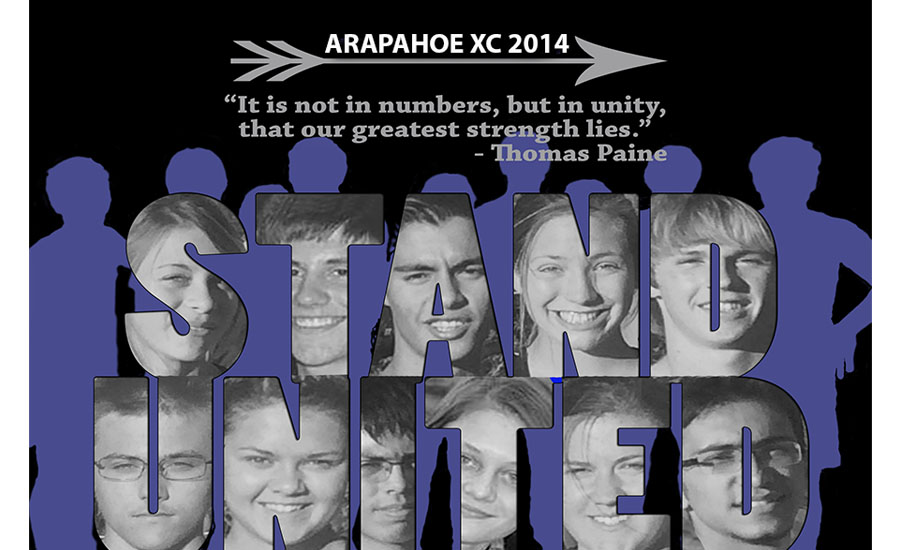 ARAPAHOE XC 2014
“It is not in numbers, but in unity,
that our greatest strength lies.”
- Thomas Paine
STAND
UNITED